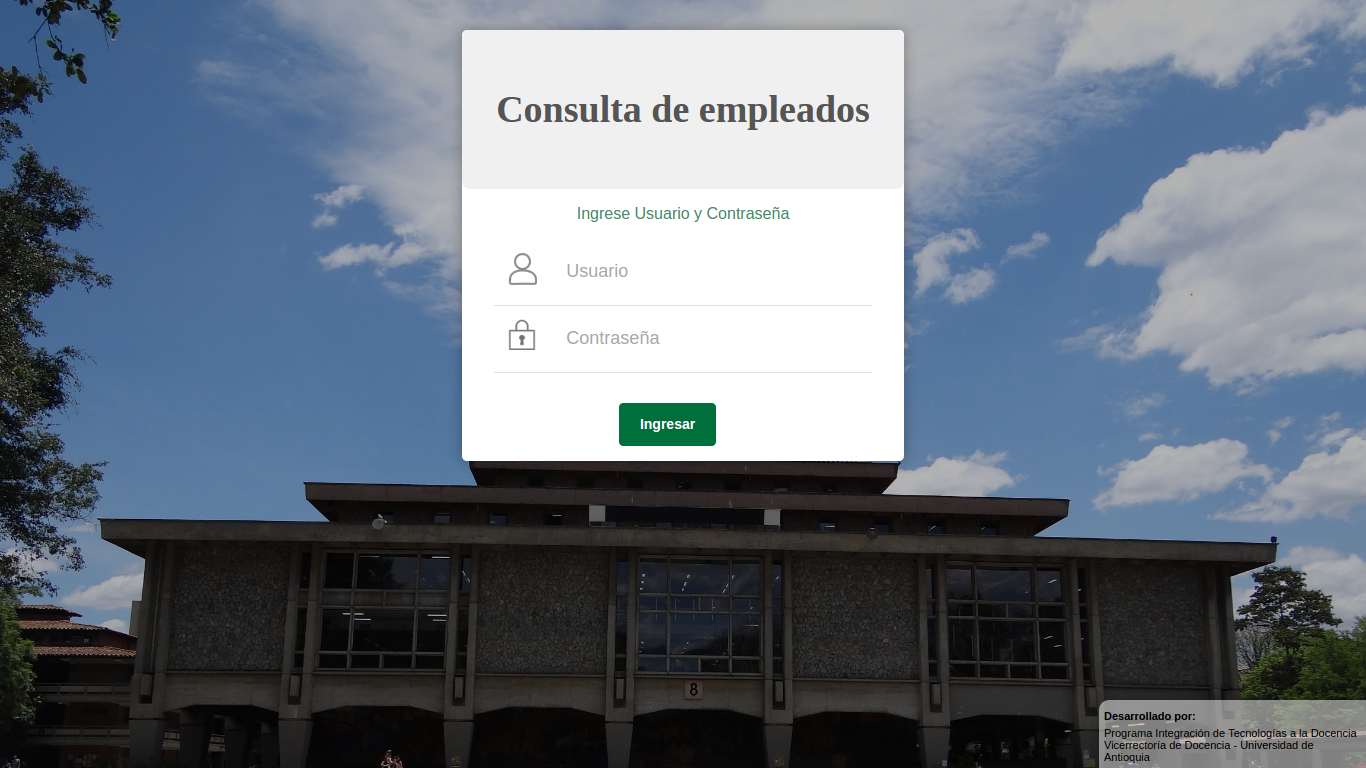 Consulta de empleados
Ingrese Usuario y Contraseña
Usuario
Contraseña
Ingresar
8
Desarrollado por:
Programa Integración de Tecnologías a la Docencia
Vicerrectoría de Docencia - Universidad de
Antioquia